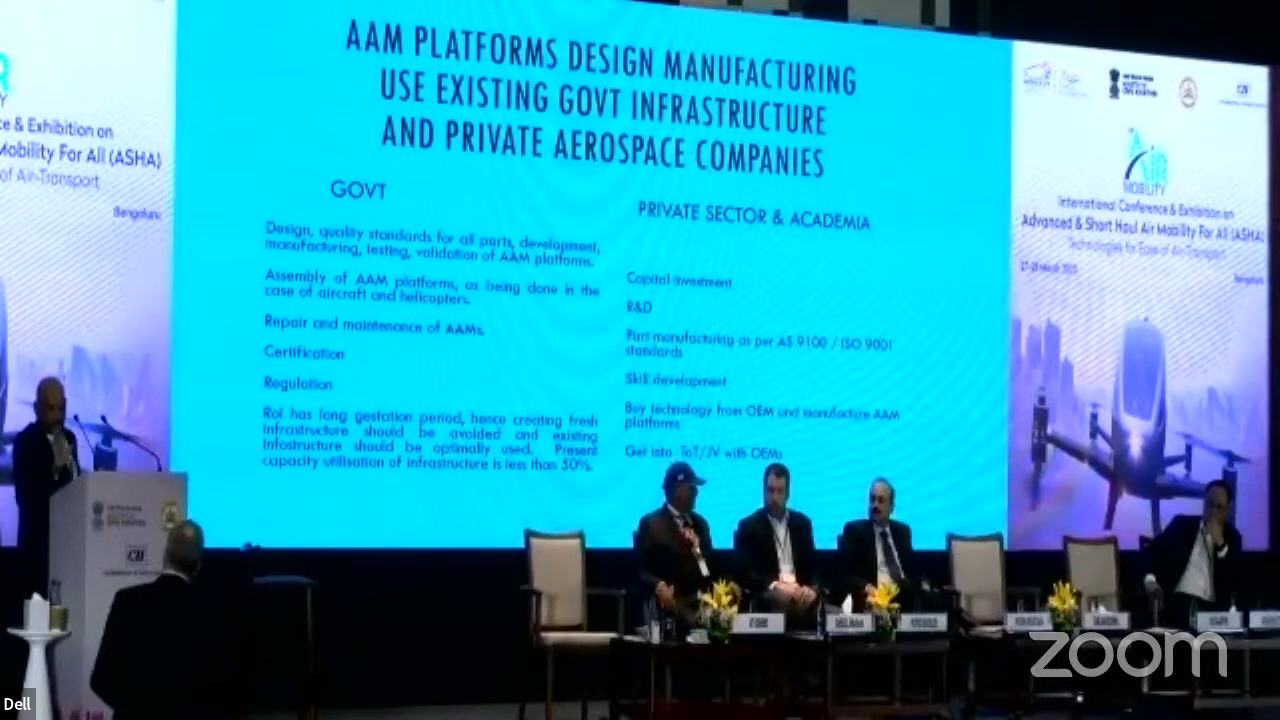 AAM PLATFORMS DESIGN MANUFACTURING
USE EXISTING GOVT INFRASTRUCTURE
AND PRIVATE AEROSPACE COMPANIES
GOVT
Design, quality standards for all parts, development,
manufacturing, testing, validation of AAM platforms.
Assembly of AAM platforms, as being done in the
case of aircraft and helicopters.
Repair and maintenance of AAMs.
Certification
Regulation
RoI has long gestation period, hence creating fresh
infrastructure should be avoided and existing
infostructure should be optimally used. Present
capacity utilisation of infrastructure is less than 50%.
PRIVATE SECTOR & ACADEMIA
Capital investment
R&D
Part manufacturing as per AS 9100 / ISO 9001
standards
Skill development
Buy technology from OEM and manufacture AAM
platforms
Get into ToT/JV with OEMs
R
Y
ce & Exhibition on
Mobility For All (ASHA)
of Air-Transport
Bengaluru
CII
AIR
MOBILITY
International Conference & Exhibition on
Advanced & Short Haul Air Mobility For All (ASHA)
Technologies for Ease of Air-Transport
Bengaluru
CII
zoom
Dell